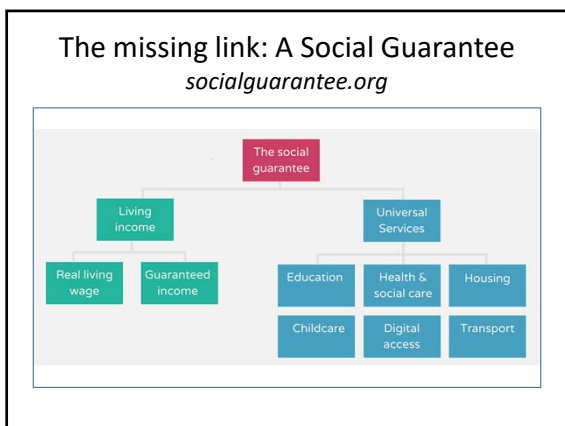 The missing link: A Social Guarantee
socialguarantee.org
The social
guarantee
Living
income
Universal
Services
Real living
wage
Guaranteed
income
Education
Health &
social care
Housing
Childcare
Digital
access
Transport